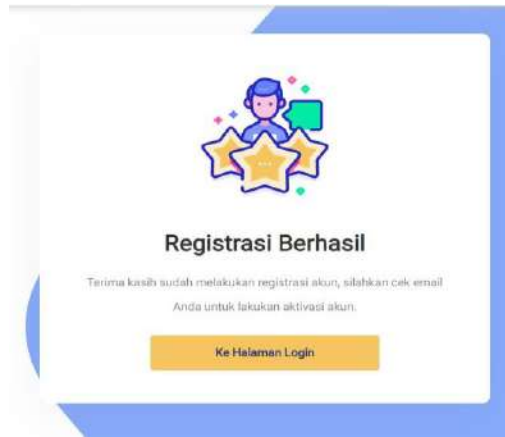 Registrasi Berhasil
Terima kasih sudah melakukan registrasi akun, silahkan cek email
Anda untuk lakukan aktivasi akun.
Ke Halaman Login